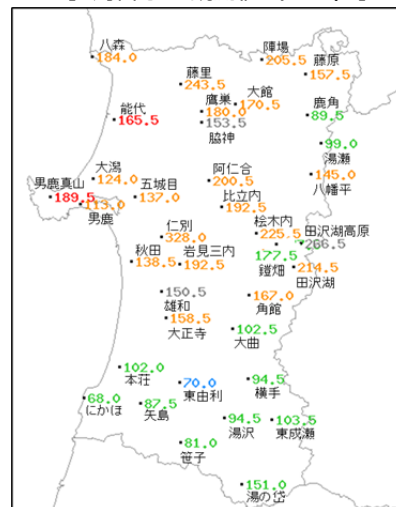 八森
184.0
陣場
205.5
藤原
157.5
藤里
243.5
大館
170.5
鷹巣
180.0
153.5
脇神
能代
165.5
鹿角
89.5
99.0
湯瀬
145.0
八幡平
大潟
124.0
男鹿真山
189.5
113.0
男鹿
五城目
137.0
阿仁合
200.5
比立内
192.5
桧木内
225.5
田沢湖高原
266.5
177.5
鎧畑
214.5
田沢湖
仁別
328.0
秋田
138.5
岩見三内
192.5
150.5
雄和
158.5
大正寺
167.0
角館
102.5
大曲
102.0
本荘
70.0
東由利
94.5
横手
68.0
にかほ
87.5
矢島
94.5
湯沢
103.5
東成瀬
81.0
笹子
151.0
湯の岱